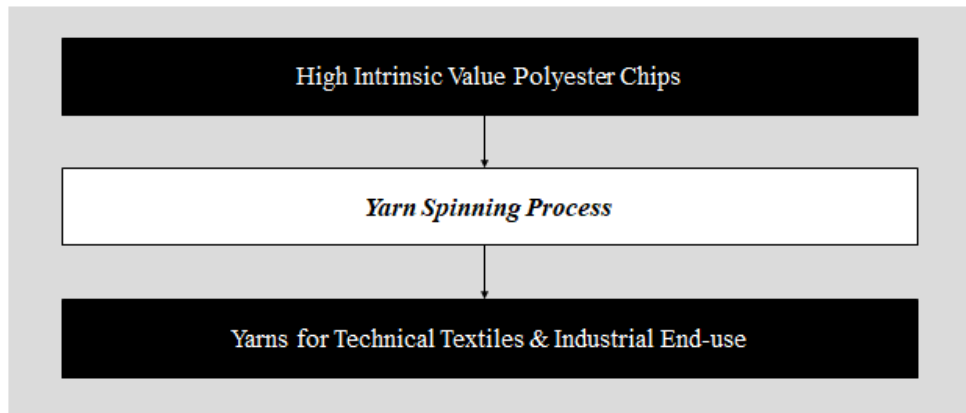 High Intrinsic Value Polyester Chips
Yarn Spinning Process
Yarns for Technical Textiles & Industrial End-use